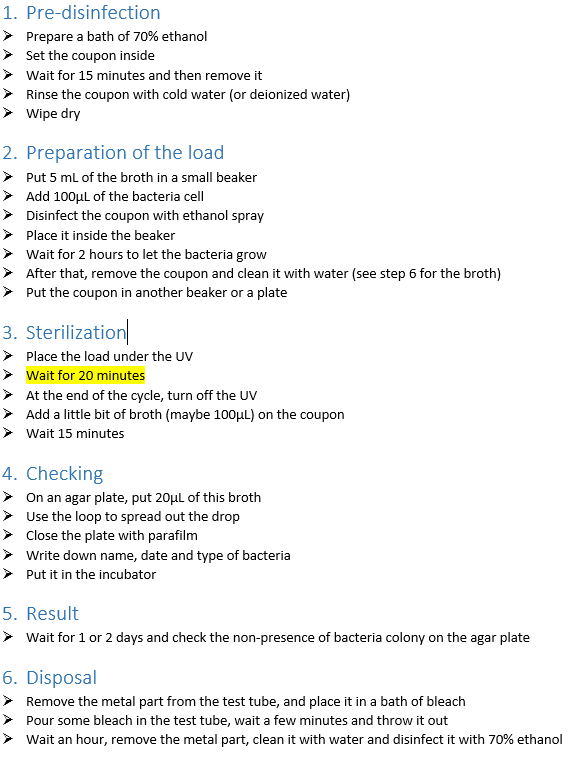 1. Pre-disinfection
➢ Prepare a bath of 70% ethanol
➢ Set the coupon inside
➢ Wait for 15 minutes and then remove it
➢ Rinse the coupon with cold water (or deionized water)
➢ Wipe dry
2. Preparation of the load
➢ Put 5 mL of the broth in a small beaker
➢ Add 100µL of the bacteria cell
➢ Disinfect the coupon with ethanol spray
➢ Place it inside the beaker
➢ Wait for 2 hours to let the bacteria grow
➢ After that, remove the coupon and clean it with water (see step 6 for the broth)
➢ Put the coupon in another beaker or a plate
3. Sterilization
➢ Place the load under the UV
➢ Wait for 20 minutes
➢ At the end of the cycle, turn off the UV
➢ Add a little bit of broth (maybe 100µL) on the coupon
➢ Wait 15 minutes
4. Checking
➢ On an agar plate, put 20µL of this broth
➢ Use the loop to spread out the drop
➢ Close the plate with parafilm
➢ Write down name, date and type of bacteria
➢ Put it in the incubator
5. Result
➢ Wait for 1 or 2 days and check the non-presence of bacteria colony on the agar plate
6. Disposal
➢ Remove the metal part from the test tube, and place it in a bath of bleach
➢ Pour some bleach in the test tube, wait a few minutes and throw it out
➢ Wait an hour, remove the metal part, clean it with water and disinfect it with 70% ethanol